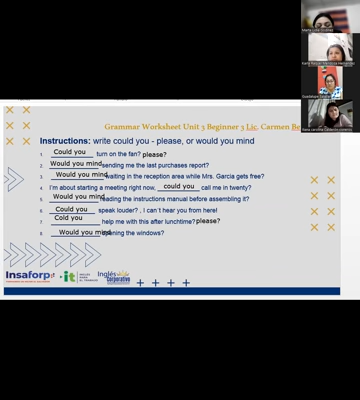 Grammar Worksheet Unit 3 Beginner 3 Lic. Carmen
Instructions: write could you - please, or would you mind
1. Could you turn on the fan? please?
2. Would you mind sending me the last purchases report?
3. Would you mind waiting in the reception area while Mrs. Garcia gets free?
4. I'm about starting a meeting right now, could you call me in twenty?
5. Would you mind reading the instructions manual before assembling it?
6. Could you speak louder? , I can´t hear you from here!
7. Cold you help me with this after lunchtime? please?
8. Would you mind opening the windows?
Insaforp it Inglés corporativo